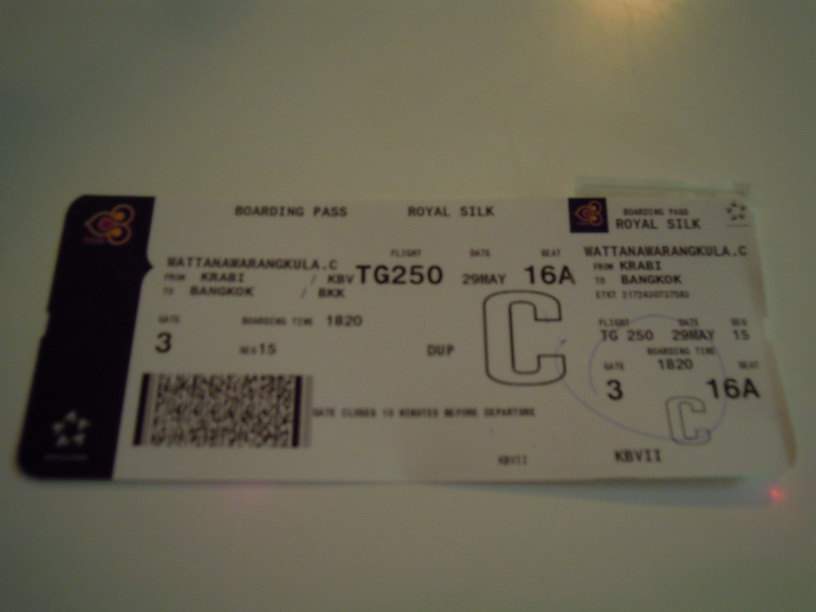 BOARDING PASS ROYAL SILK
FLIGHT DATE SEAT
WATTANAWARANGKULA.C
FROM KRABI / KBV TG250 29MAY 16A
TO BANGKOK / BKK
GATE BOARDING TIME 1820
3 SEQ 15 DUP
C
GATE CLOSES 10 MINUTES BEFORE DEPARTURE
KBVII
BOARDING PASS
ROYAL SILK
WATTANAWARANGKULA.C
FROM KRABI
TO BANGKOK
FLIGHT DATE SEQ
TG 250 29MAY 15
BOARDING TIME
GATE 1820 SEAT
3 16A
C
KBVII